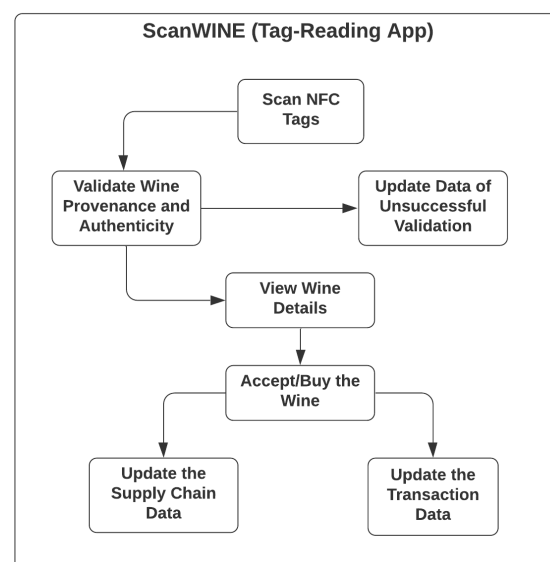 ScanWINE (Tag-Reading App)
Scan NFC
Tags
Validate Wine
Provenance and
Authenticity
Update Data of
Unsuccessful
Validation
View Wine
Details
Accept/Buy the
Wine
Update the
Supply Chain
Data
Update the
Transaction
Data